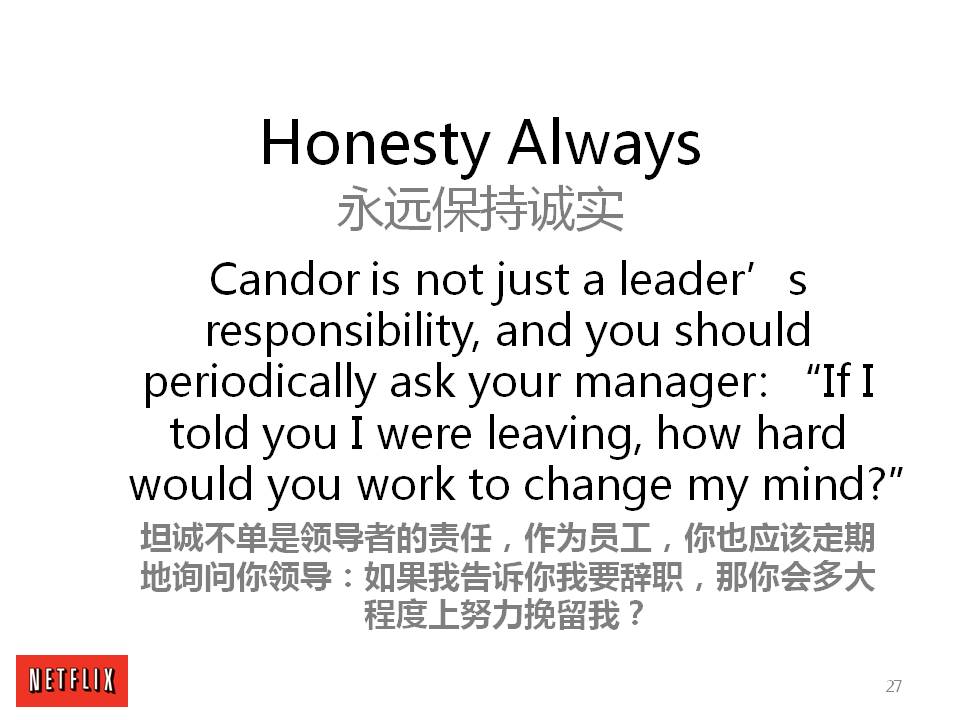 Honesty Always
永远保持诚实
Candor is not just a leader’s
responsibility, and you should
periodically ask your manager: “If I
told you I were leaving, how hard
would you work to change my mind?”
坦诚不单是领导者的责任，作为员工，你也应该定期
地询问你领导：如果我告诉你我要辞职，那你会多大
程度上努力挽留我？
NETFLIX
27